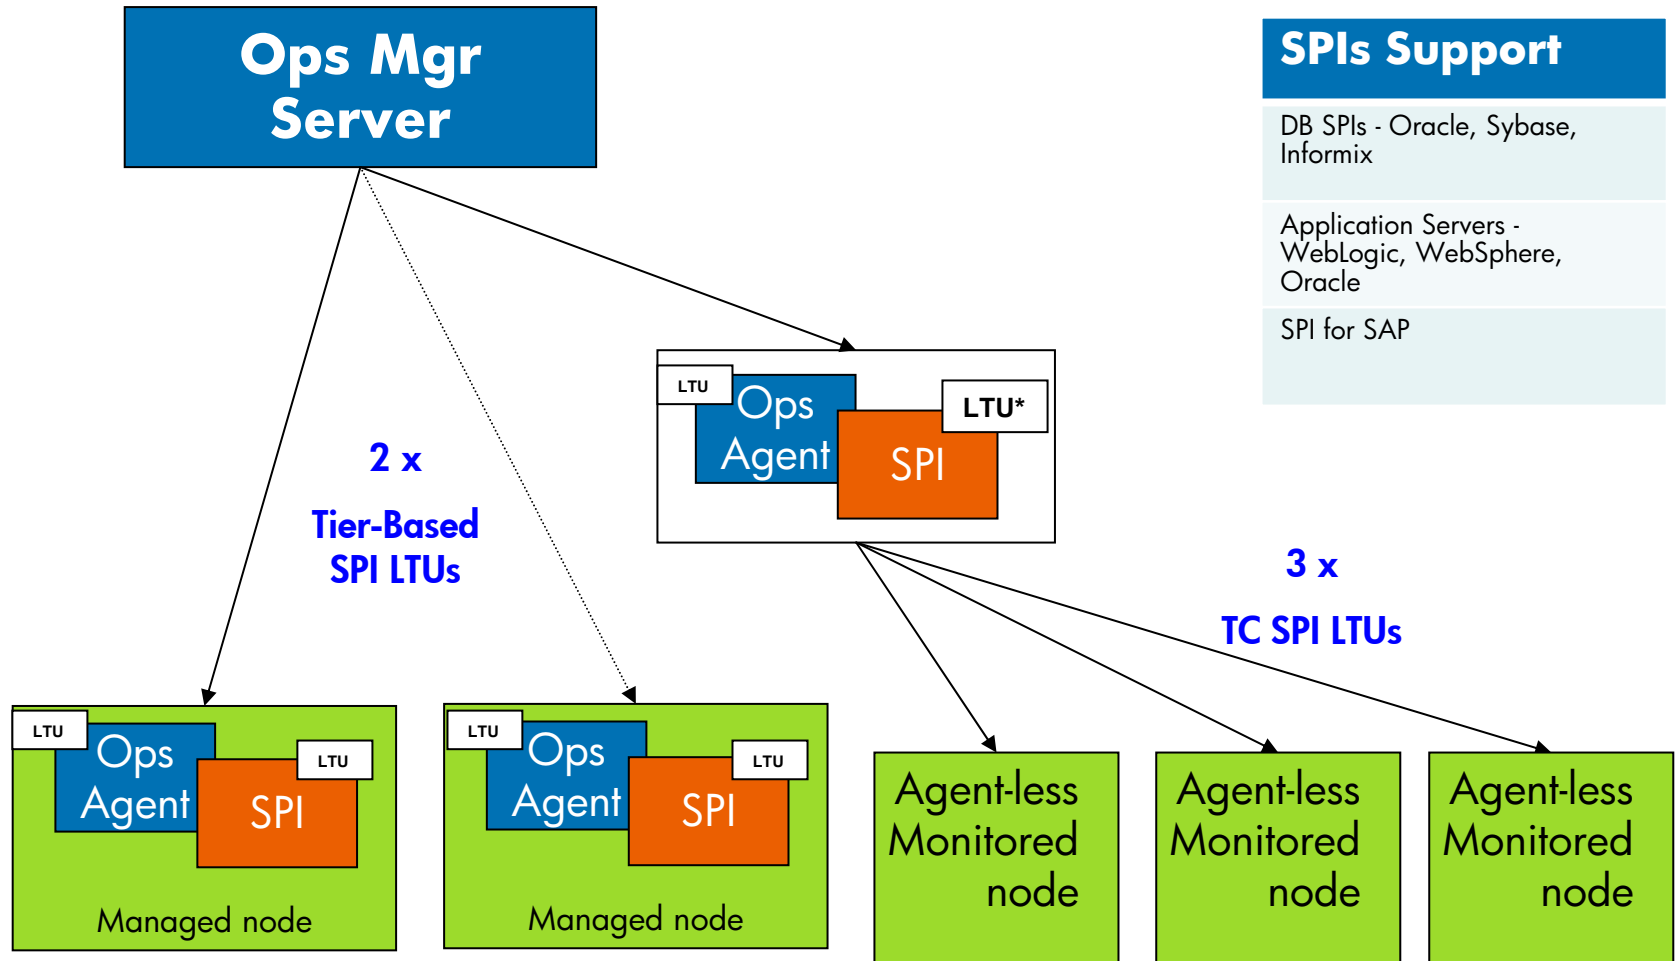 Ops Mgr
Server
SPIs Support
DB SPIs - Oracle, Sybase,
Informix
Application Servers -
WebLogic, WebSphere,
Oracle
SPI for SAP
LTU
Ops
Agent
LTU*
SPI
2 x
Tier-Based
SPI LTUs
3 x
TC SPI LTUs
LTU
Ops
Agent
LTU
SPI
Managed node
LTU
Ops
Agent
LTU
SPI
Managed node
Agent-less
Monitored
node
Agent-less
Monitored
node
Agent-less
Monitored
node